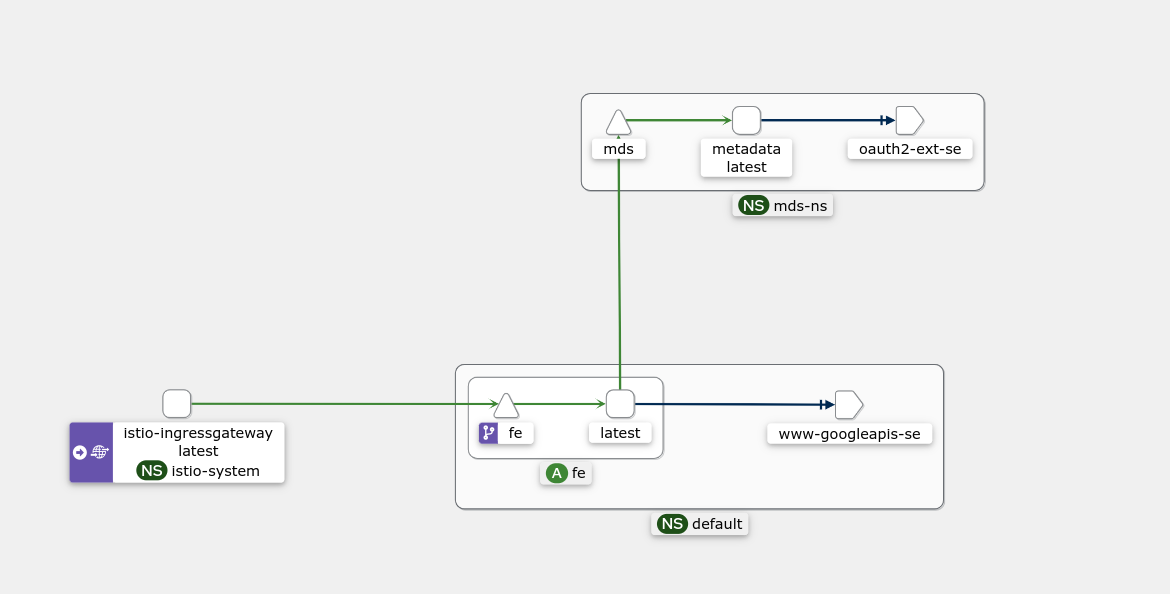 mds
metadata
latest
oauth2-ext-se
NS mds-ns
istio-ingressgateway
latest
NS istio-system
fe
latest
www-googleapis-se
A fe
NS default